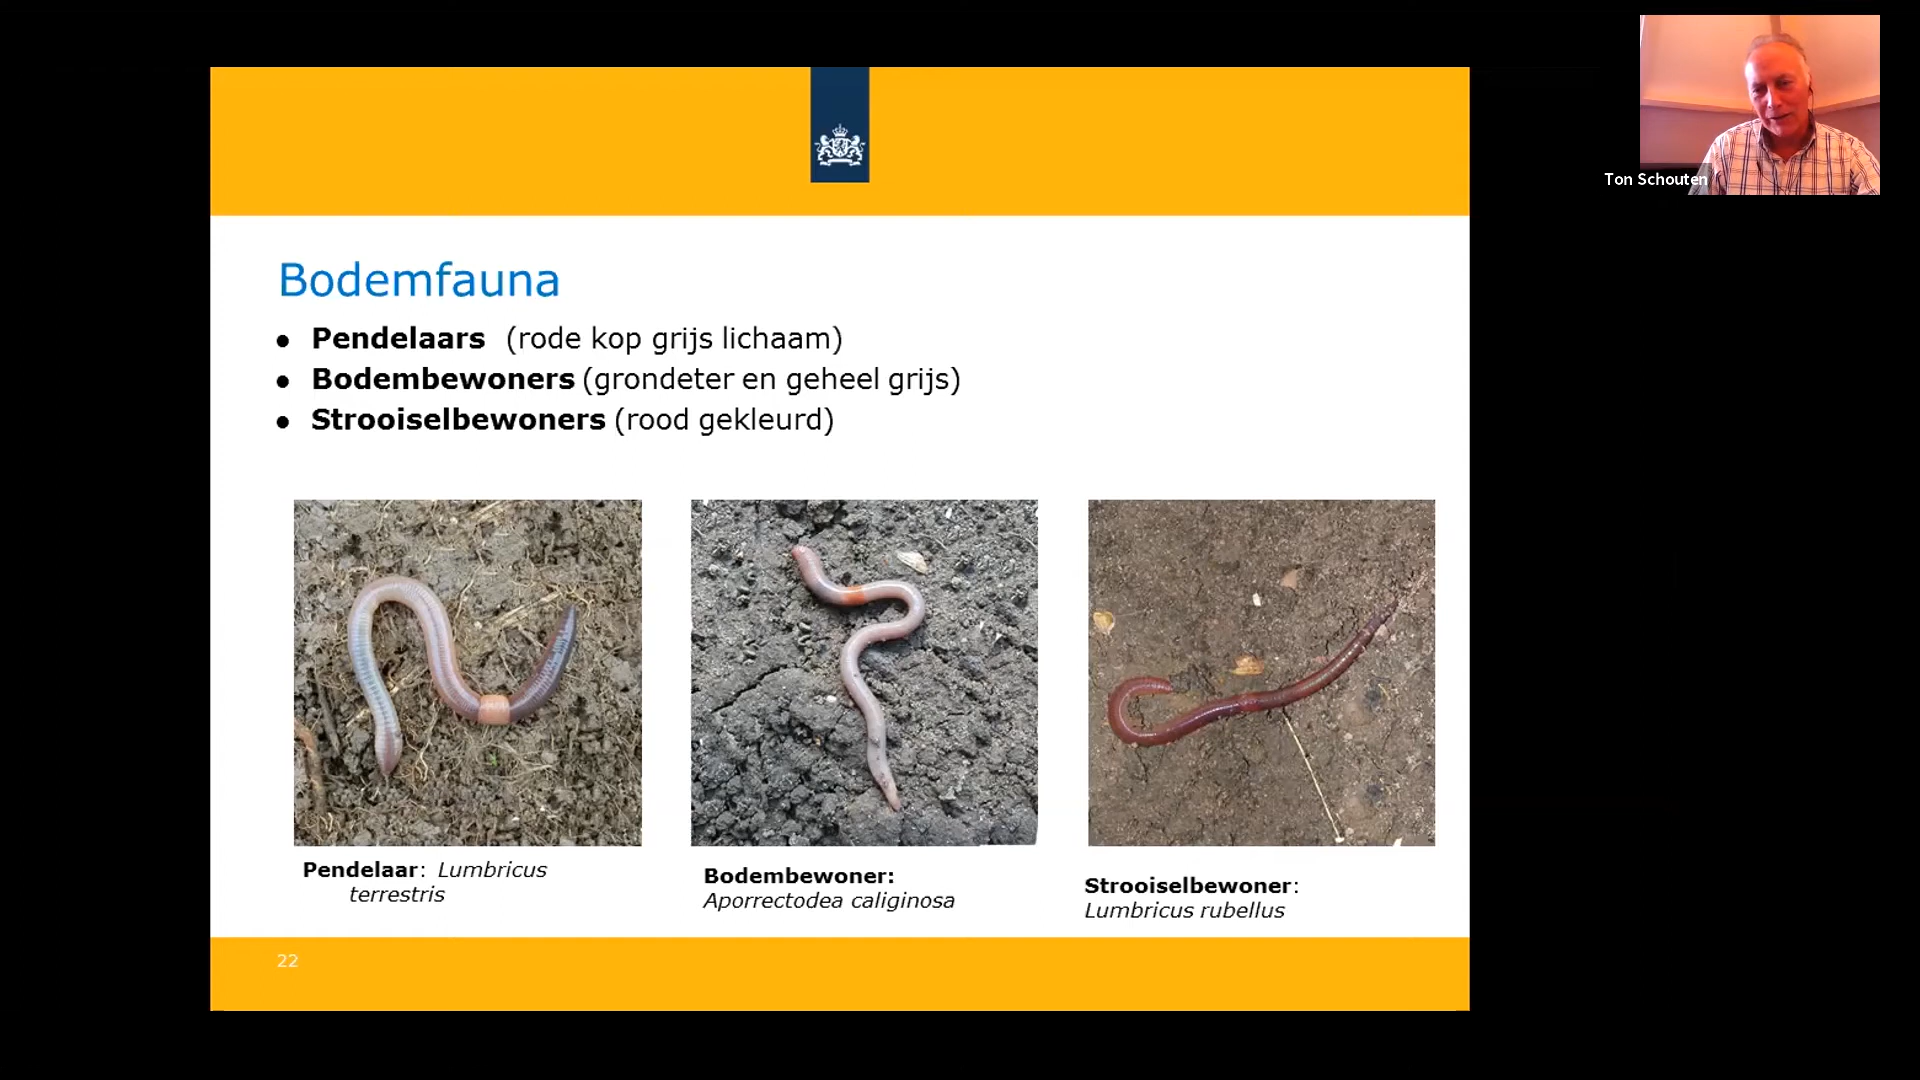 Ton Schouten
Bodemfauna
● Pendelaars (rode kop grijs lichaam)
● Bodembewoners (grondeter en geheel grijs)
● Strooiselbewoners (rood gekleurd)
Pendelaar: Lumbricus
terrestris
Bodembewoner:
Aporrectodea caliginosa
Strooiselbewoner:
Lumbricus rubellus
22